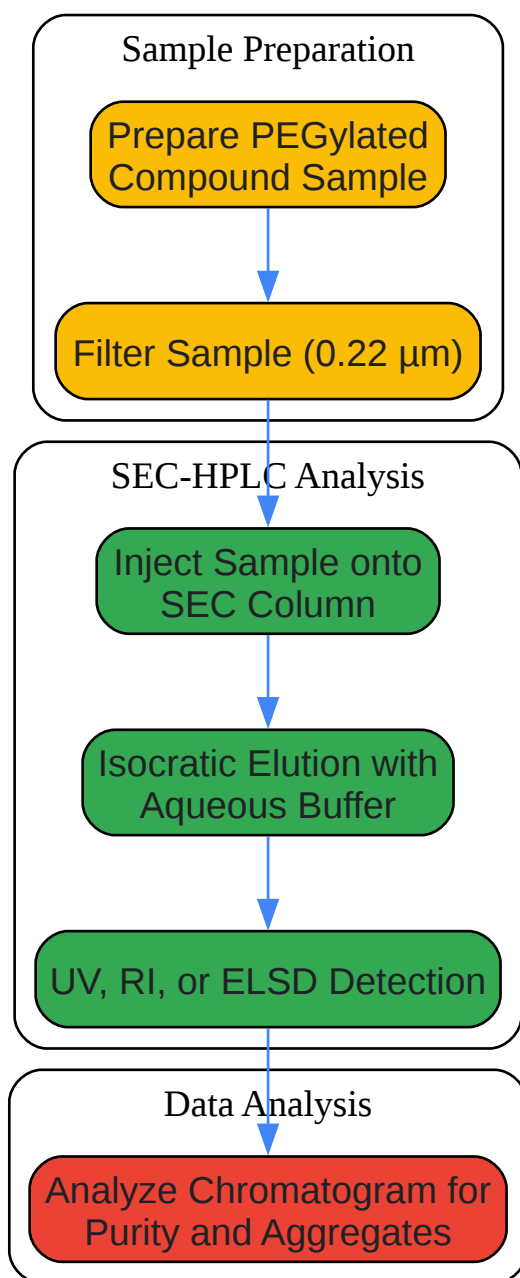 Sample Preparation
Prepare PEGylated
Compound Sample
Filter Sample (0.22 µm)
SEC-HPLC Analysis
Inject Sample onto
SEC Column
Isocratic Elution with
Aqueous Buffer
UV, RI, or ELSD Detection
Data Analysis
Analyze Chromatogram for
Purity and Aggregates